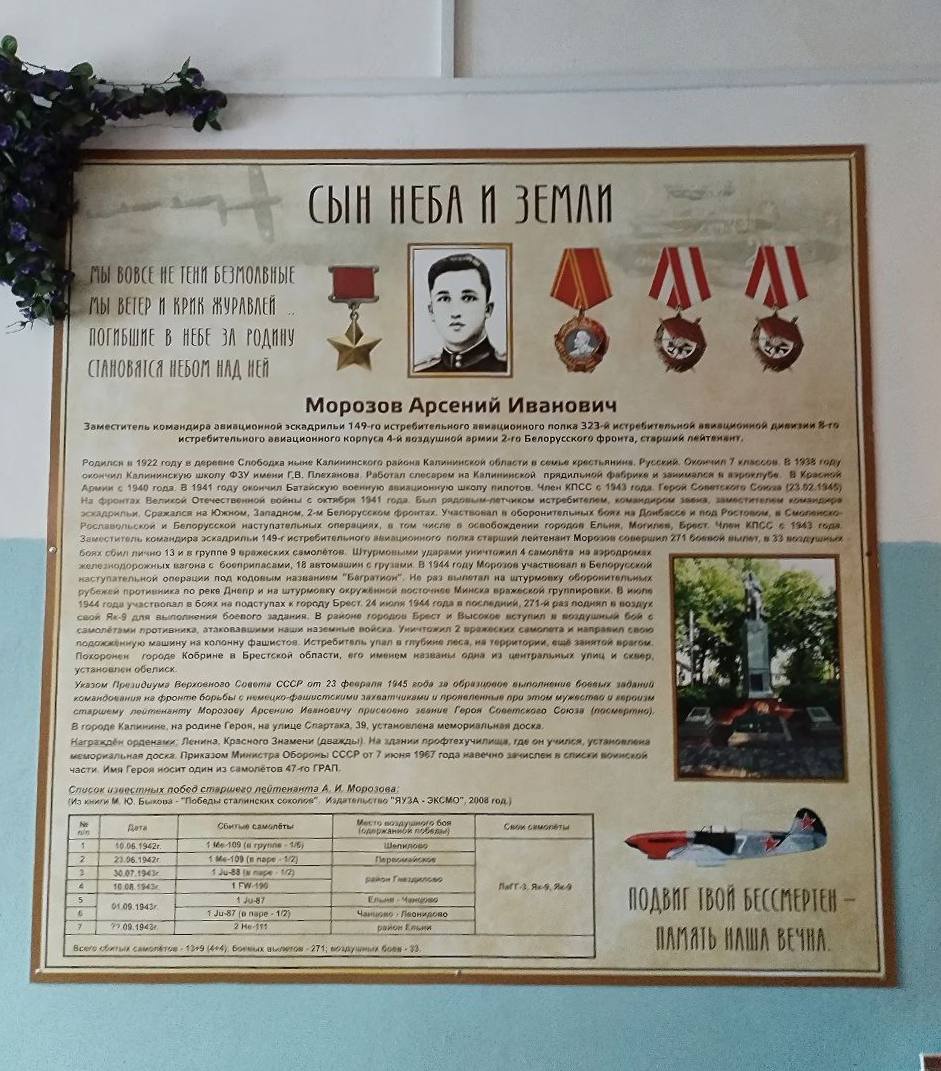 СЫН НЕБА И ЗЕМЛИ
МЫ ВОВСЕ НЕ ТЕНИ БЕЗМОЛВНЫЕ
МЫ ВЕТЕР И КРИК ЖУРАВЛЕЙ ..
ПОГИБШИЕ В НЕБЕ ЗА РОДИНУ
СТАНОВЯТСЯ НЕБОМ НАД НЕЙ
Морозов Арсений Иванович
Заместитель командира авиационной эскадрильи 149-го истребительного авиационного полка 323-й истребительной авиационной дивизии 8-го
истребительного авиационного корпуса 4-й воздушной армии 2-го Белорусского фронта, старший лейтенант.
Родился в 1922 году в деревне Слободка ныне Калининского района Калининской области в семье крестьянина. Русский. Окончил 7 классов. В 1938 году
окончил Калининскую школу ФЗУ имени Г.В. Плеханова. Работал слесарем на Калининской прядильной фабрике и занимался в аэроклубе. В Красной
Армии с 1940 года. В 1941 году окончил Батайскую военную авиационную школу пилотов. Член КПСС с 1943 года. Герой Советского Союза (23.02.1945)
На фронтах Великой Отечественной войны с октября 1941 года. Был рядовым-летчиком истребителем, командиром звена, заместителем командира
эскадрильи. Сражался на Южном, Западном, 2-м Белорусском фронтах. Участвовал в оборонительных боях на Донбассе и под Ростовом, в Смоленско-
Рославольской и Белорусской наступательных операциях, в том числе в освобождении городов Ельня, Могилев, Брест. Член КПСС с 1943 года.
Заместитель командира эскадрильи 149-г истребительного авиационного полка старший лейтенант Морозов совершил 271 боевой вылет, в 33 воздушных
боях сбил лично 13 и в группе 9 вражеских самолётов. Штурмовыми ударами уничтожил 4 самолёта на аэродромах
железнодорожных вагона с боеприпасами, 18 автомашин с грузами. В 1944 году Морозов участвовал в Белорусской
наступательной операции под кодовым названием "Багратион". Не раз вылетал на штурмовку оборонительных
рубежей противника по реке Днепр и на штурмовку окружённой восточнее Минска вражеской группировки. В июле
1944 года участвовал в боях на подступах к городу Брест. 24 июля 1944 года в последний, 271-й раз поднял в воздух
свой Як-9 для выполнения боевого задания. В районе городов Брест и Высокое вступил в воздушный бой с
самолётами противника, атаковавшими наши наземные войска. Уничтожил 2 вражеских самолета и направил свою
подожжённую машину на колонну фашистов. Истребитель упал в глубине леса, на территории, ещё занятой врагом.
Похоронен городе Кобрине в Брестской области, его именем названы одна из центральных улиц и сквер,
установлен обелиск.
Указом Президиума Верховного Совета СССР от 23 февраля 1945 года за образцовое выполнение боевых заданий
командования на фронте борьбы с немецко-фашистскими захватчиками и проявленные при этом мужество и героизм
старшему лейтенанту Морозову Арсению Ивановичу присвоено звание Героя Советского Союза (посмертно).
В городе Калинине, на родине Героя, на улице Спартака, 39, установлена мемориальная доска.
Награждён орденами: Ленина, Красного Знамени (дважды). На здании профтехучилища, где он учился, установлена
мемориальная доска. Приказом Министра Обороны СССР от 7 июня 1967 года навечно зачислен в списки воинской
части. Имя Героя носит один из самолётов 47-го ГРАП.
Список известных побед старшего лейтенанта А. И. Морозова:
(Из книги М. Ю. Быкова - "Победы сталинских соколов". Издательство "ЯУЗА - ЭКСМО", 2008 год.)
№ п/п Дата Сбитые самолёты Место воздушного боя (одержанной победы) Свои самолёты
1 10.06.1942г. 1 Ме-109 (в группе - 1/6) Шепилово
2 23.06.1942г. 1 Ме-109 (в паре - 1/2) Первомайское
3 30.07.1943г. 1 Ju-88 (в паре - 1/2) район Гнездилово
4 10.08.1943г. 1 FW-190 ЛаГГ-3, Як-9, Як-9
5 01.09.1943г. 1 Ju-87 Ельня - Чанцово
6 1 Ju-87 (в паре - 1/2) Чанцово - Леонидово
7 ??.09.1943г. 2 Не-111 район Ельни
Всего сбитых самолётов - 13+9 (4+4); боевых вылетов - 271; воздушных боев - 33.
ПОДВИГ ТВОЙ БЕССМЕРТЕН –
ПАМЯТЬ НАША ВЕЧНА.